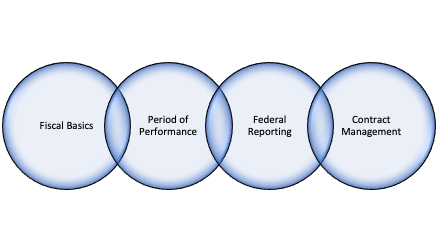 Fiscal Basics
Period of
Performance
Federal
Reporting
Contract
Management